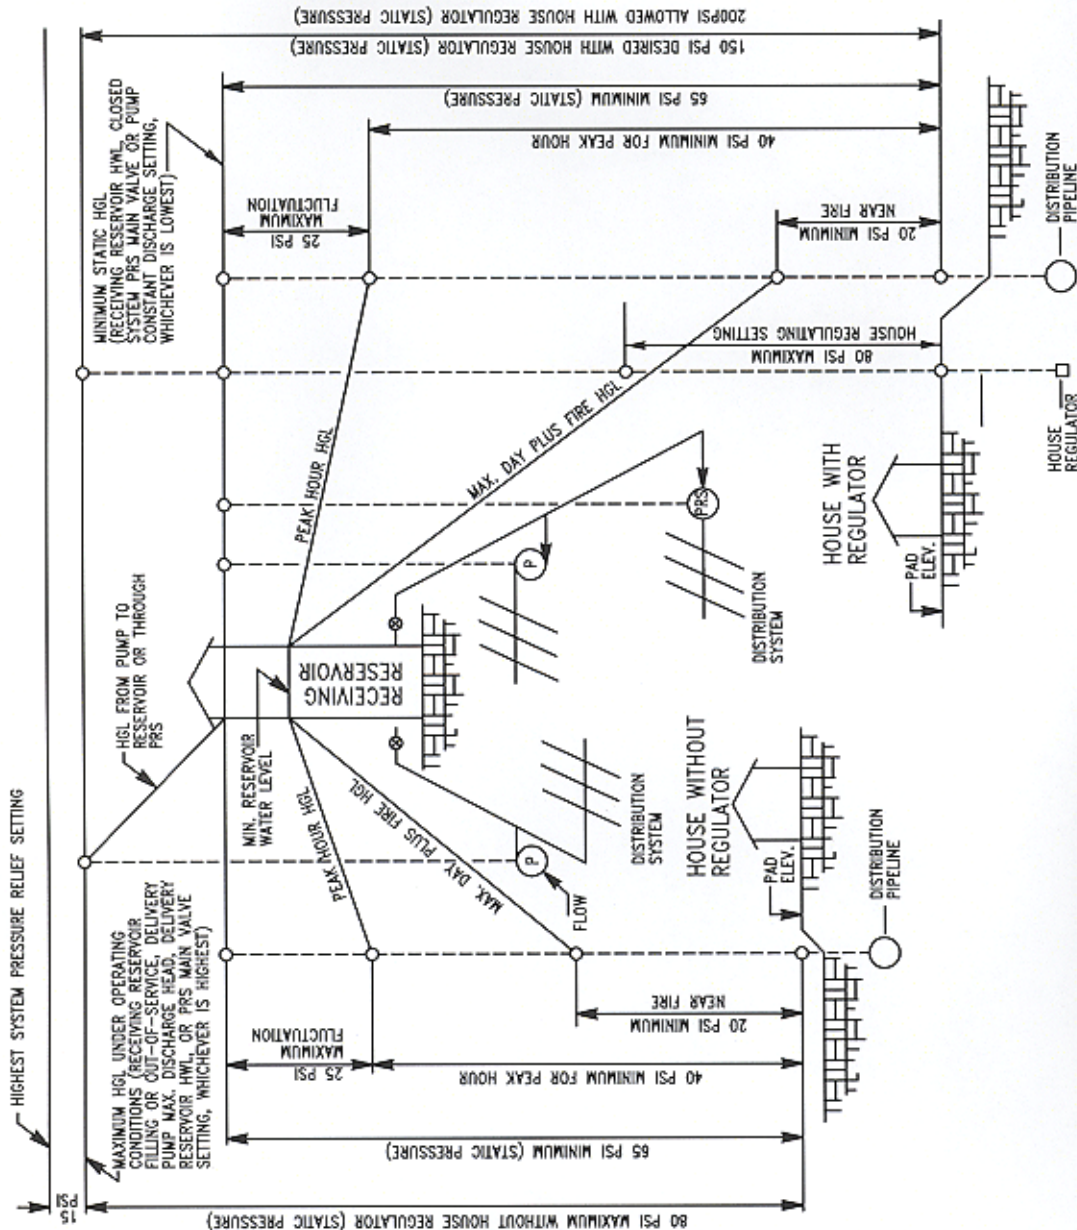 HIGHEST SYSTEM PRESSURE RELIEF SETTING
15
PSI
MAXIMUM HGL UNDER OPERATING
CONDITIONS (RECEIVING RESERVOIR
FILLING OR OUT-OF-SERVICE, DELIVERY
PUMP MAX. DISCHARGE HEAD, DELIVERY
RESERVOIR HWL, OR PRS MAIN VALVE
SETTING, WHICHEVER IS HIGHEST)
HGL FROM PUMP TO
RESERVOIR OR THROUGH
PRS
MINIMUM STATIC HGL
(RECEIVING RESERVOIR HWL, CLOSED
SYSTEM PRS MAIN VALVE OR PUMP
CONSTANT DISCHARGE SETTING,
WHICHEVER IS LOWEST)
25 PSI
MAXIMUM
FLUCTUATION
25 PSI
MAXIMUM
FLUCTUATION
MIN. RESERVOIR
WATER LEVEL
RECEIVING
RESERVOIR
PEAK HOUR HGL
PEAK HOUR HGL
MAX. DAY PLUS FIRE HGL
MAX. DAY PLUS FIRE HGL
P
FLOW
P
PRS
DISTRIBUTION
SYSTEM
DISTRIBUTION
SYSTEM
20 PSI MINIMUM
NEAR FIRE
20 PSI MINIMUM
NEAR FIRE
40 PSI MINIMUM FOR PEAK HOUR
40 PSI MINIMUM FOR PEAK HOUR
65 PSI MINIMUM (STATIC PRESSURE)
65 PSI MINIMUM (STATIC PRESSURE)
80 PSI MAXIMUM WITHOUT HOUSE REGULATOR (STATIC PRESSURE)
150 PSI DESIRED WITH HOUSE REGULATOR (STATIC PRESSURE)
200PSI ALLOWED WITH HOUSE REGULATOR (STATIC PRESSURE)
80 PSI MAXIMUM
HOUSE REGULATING SETTING
HOUSE WITHOUT
REGULATOR
PAD
ELEV.
DISTRIBUTION
PIPELINE
HOUSE WITH
REGULATOR
PAD
ELEV.
HOUSE
REGULATOR
DISTRIBUTION
PIPELINE